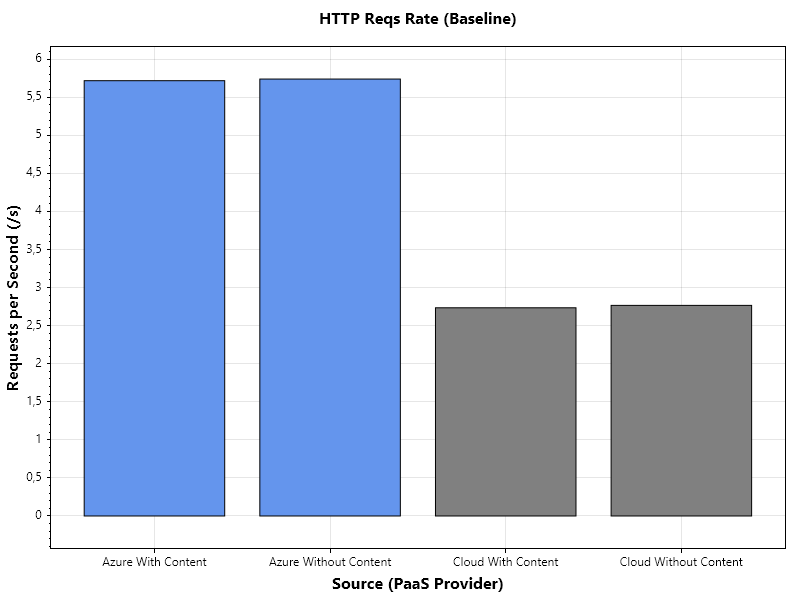 HTTP Reqs Rate (Baseline)
6
5,5
5
4,5
4
3,5
3
2,5
2
1,5
1
0,5
0
Requests per Second (/s)
Azure With Content
Azure Without Content
Cloud With Content
Cloud Without Content
Source (PaaS Provider)